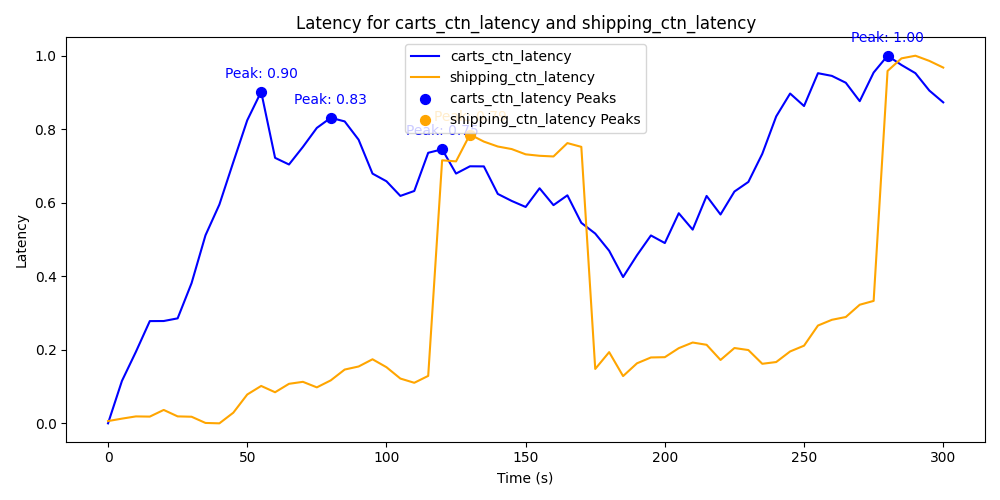 Latency for carts_ctn_latency and shipping_ctn_latency
Peak: 1.00
carts_ctn_latency
shipping_ctn_latency
carts_ctn_latency Peaks
shipping_ctn_latency Peaks
Peak: 0.90
Peak: 0.83
Peak:
1.0
0.8
0.6
0.4
0.2
0.0
Latency
0 50 100 150 200 250 300
Time (s)